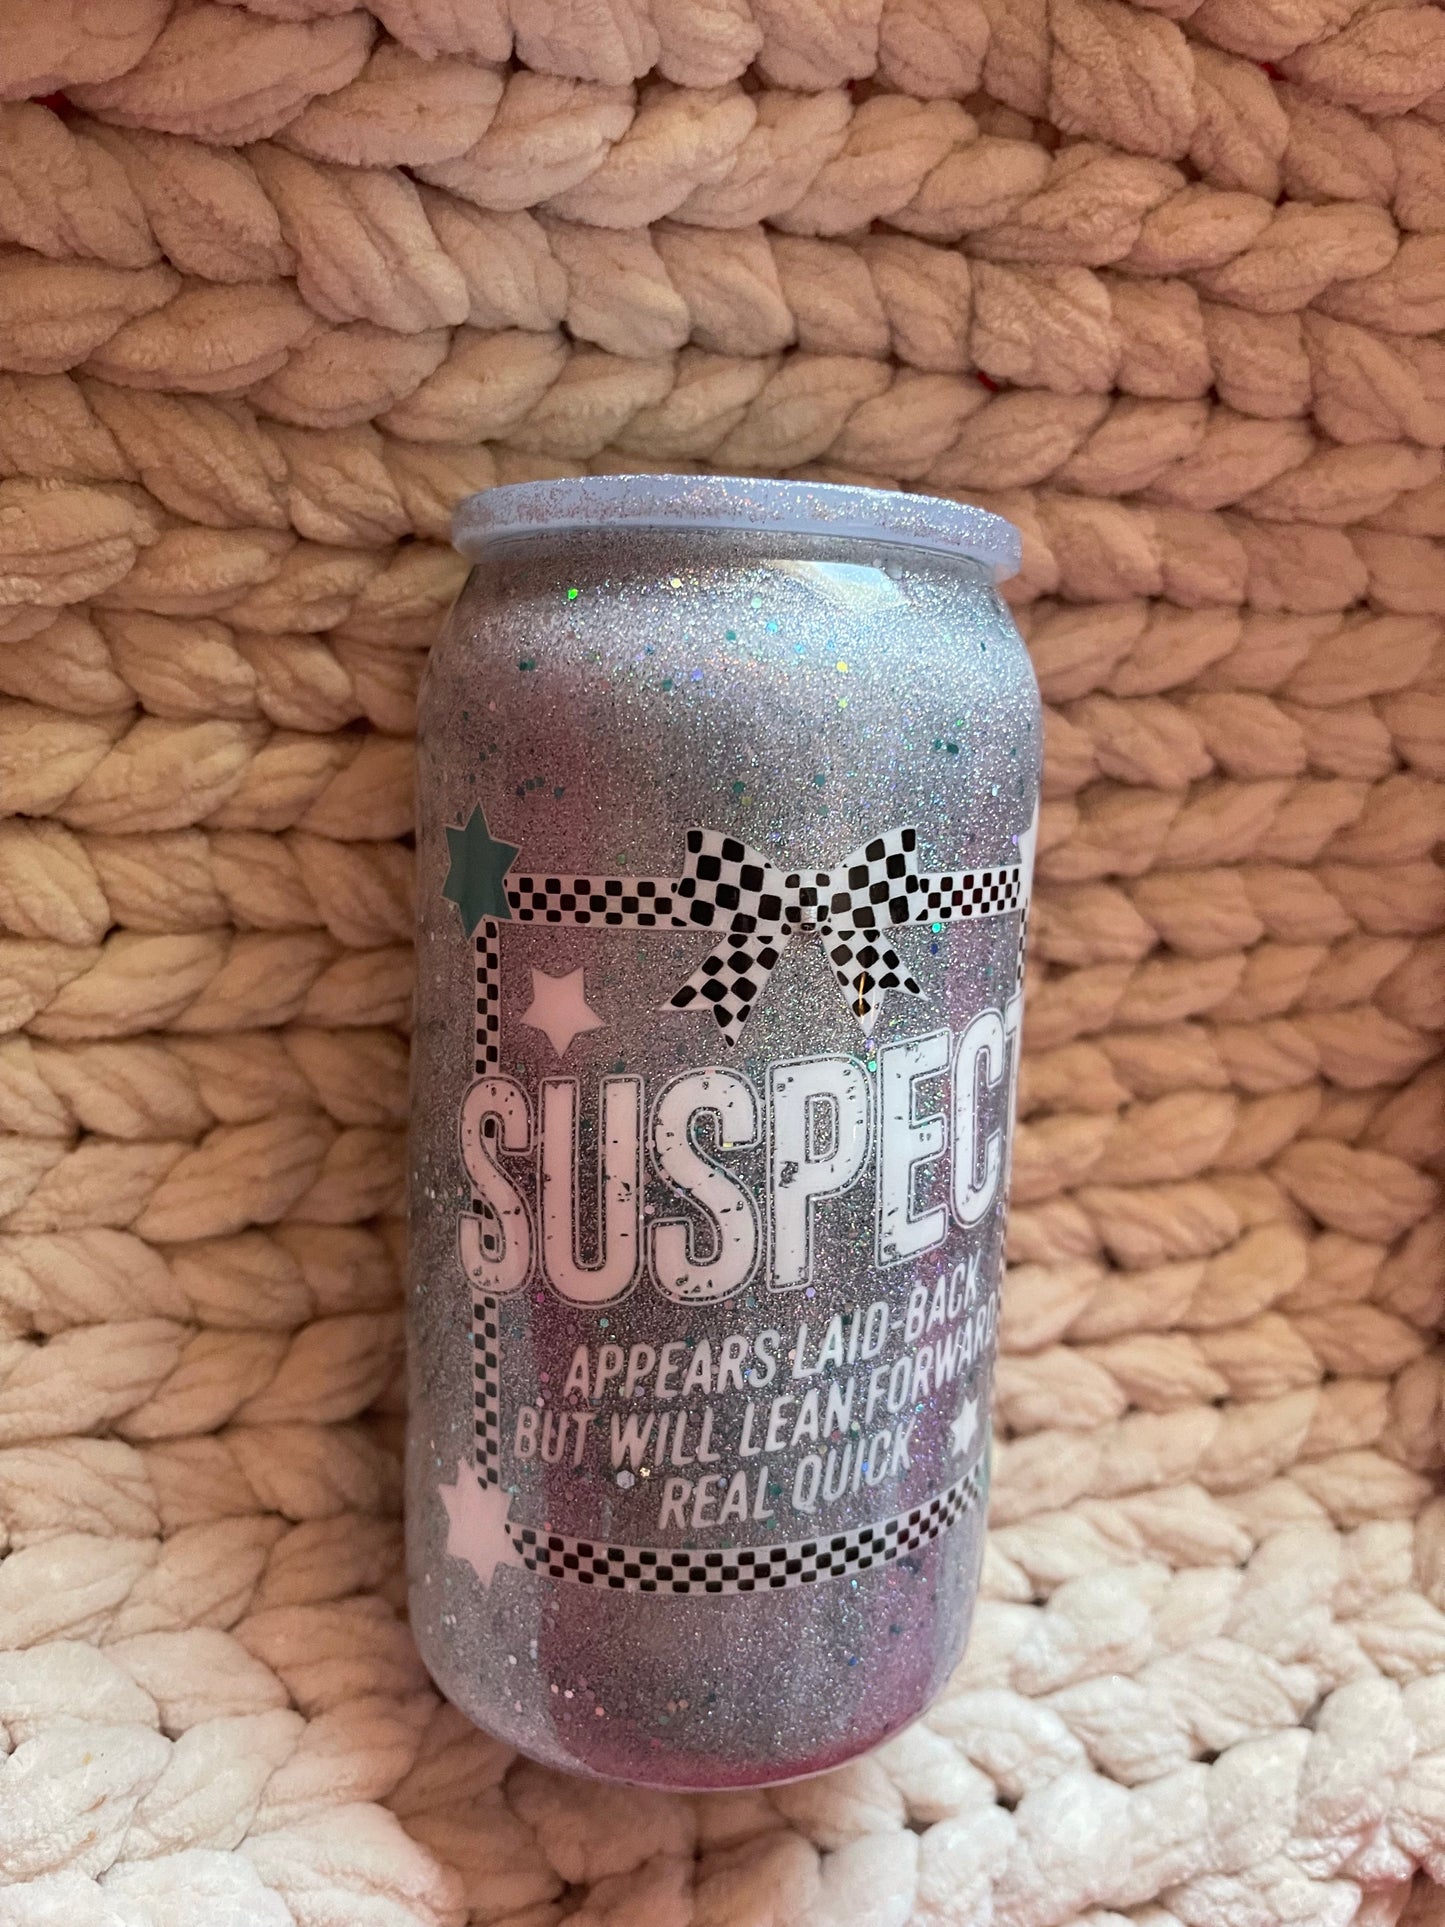 SUSPECT
APPEARS LAID-BACK
BUT WILL LEAN FORWARD
REAL QUICK